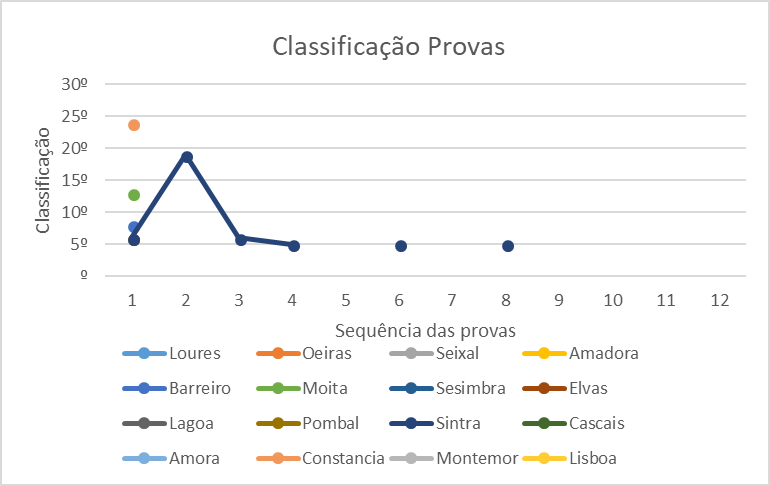 Classificação Provas
30º
25º
20º
15º
10º
5º
º
Classificação
1 2 3 4 5 6 7 8 9 10 11 12
Sequência das provas
Loures Oeiras Seixal Amadora
Barreiro Moita Sesimbra Elvas
Lagoa Pombal Sintra Cascais
Amora Constancia Montemor Lisboa